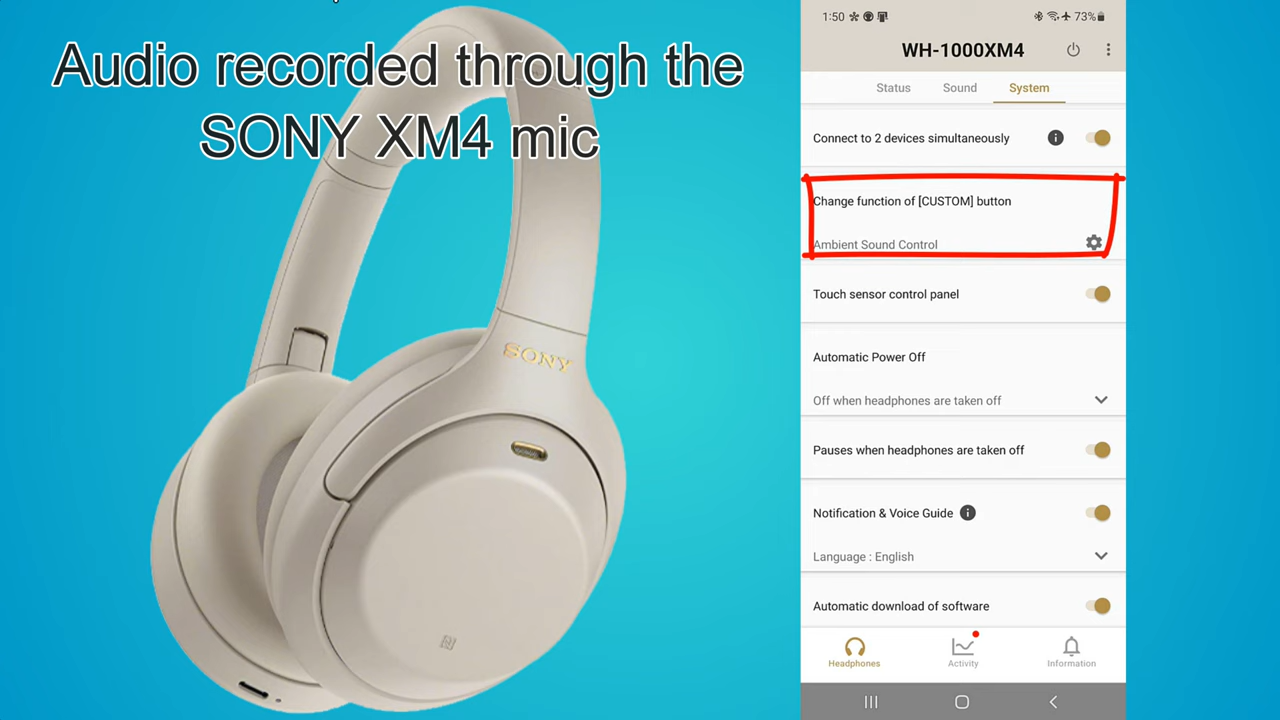 Audio recorded through the
SONY XM4 mic
SONY
1:50
73%
WH-1000XM4
Status Sound System
Connect to 2 devices simultaneously
Change function of [CUSTOM] button
Ambient Sound Control
Touch sensor control panel
Automatic Power Off
Off when headphones are taken off
Pauses when headphones are taken off
Notification & Voice Guide
Language : English
Automatic download of software
Headphones Activity Information